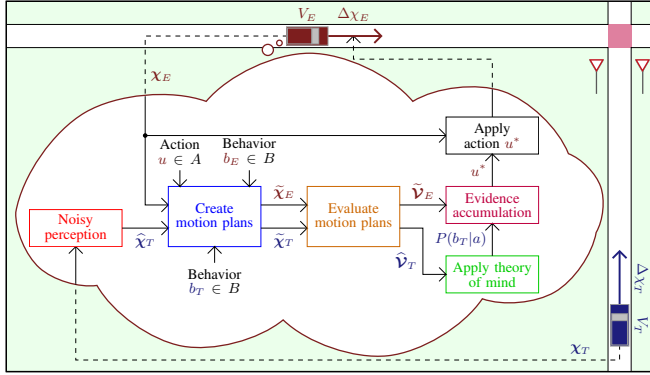 V_E
Δχ_E
χ_E
Action
u ∈ A
Behavior
b_E ∈ B
Apply
action u*
u*
Noisy
perception
χ̂_T
Create
motion plans
χ̃_E
χ̃_T
Evaluate
motion plans
Ṽ_E
V̂_T
Evidence
accumulation
P(b_T|a)
Behavior
b_T ∈ B
Apply theory
of mind
Δχ_T
V_T
χ_T